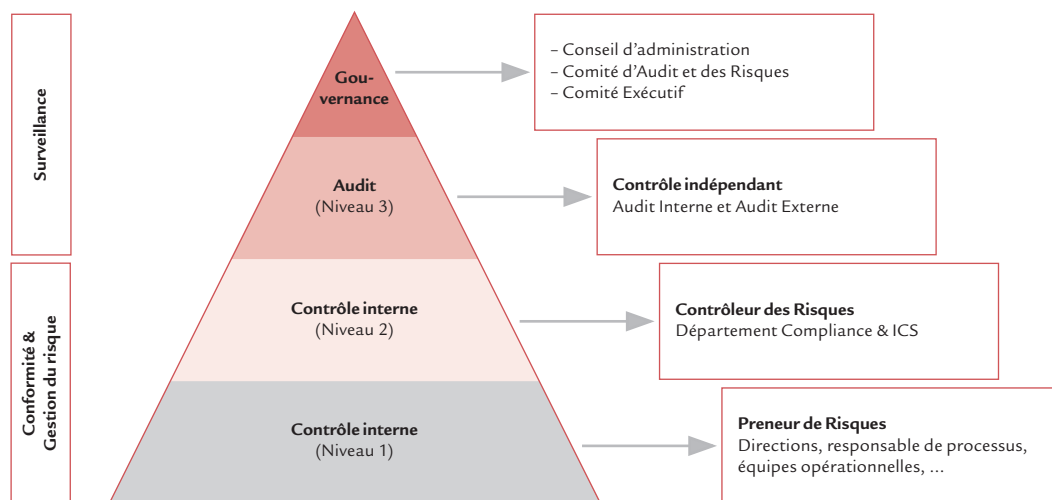 Surveillance
Gou-
vernance
– Conseil d’administration
– Comité d’Audit et des Risques
– Comité Exécutif
Audit
(Niveau 3)
Contrôle indépendant
Audit Interne et Audit Externe
Conformité &
Gestion du risque
Contrôle interne
(Niveau 2)
Contrôleur des Risques
Département Compliance & ICS
Contrôle interne
(Niveau 1)
Preneur de Risques
Directions, responsable de processus,
équipes opérationnelles, ...